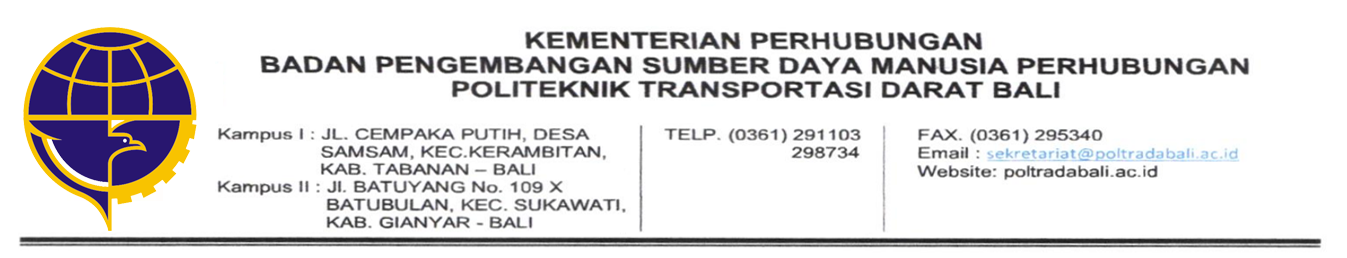 KEMENTERIAN PERHUBUNGAN
BADAN PENGEMBANGAN SUMBER DAYA MANUSIA PERHUBUNGAN
POLITEKNIK TRANSPORTASI DARAT BALI
Kampus I : JL. CEMPAKA PUTIH, DESA
SAMSAM, KEC.KERAMBITAN,
KAB. TABANAN – BALI
Kampus II : Jl. BATUYANG No. 109 X
BATUBULAN, KEC. SUKAWATI,
KAB. GIANYAR - BALI
TELP. (0361) 291103
298734
FAX. (0361) 295340
Email : sekretariat@poltradabali.ac.id
Website: poltradabali.ac.id